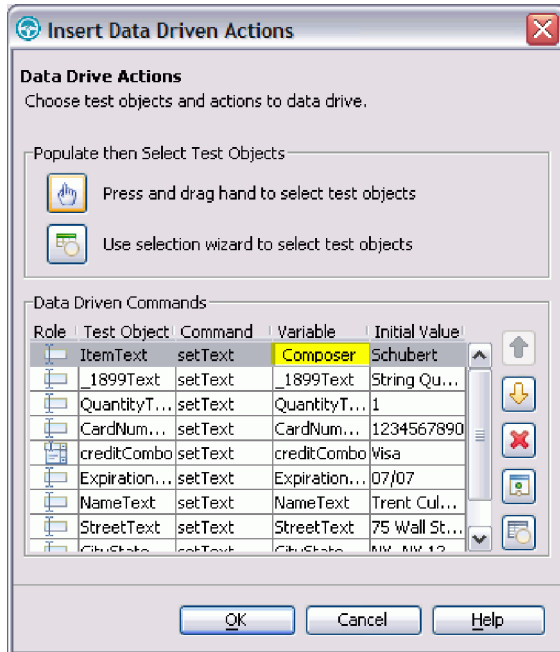 Insert Data Driven Actions
Data Drive Actions
Choose test objects and actions to data drive.
Populate then Select Test Objects
Press and drag hand to select test objects
Use selection wizard to select test objects
Data Driven Commands
Role Test Object Command Variable Initial Value
ItemText setText Composer Schubert
_1899Text setText _1899Text String Qu...
QuantityT... setText QuantityT... 1
CardNum... setText CardNum... 1234567890
creditCombo setText creditCombo Visa
Expiration... setText Expiration... 07/07
NameText setText NameText Trent Cul...
StreetText setText StreetText 75 Wall St...
OK Cancel Help